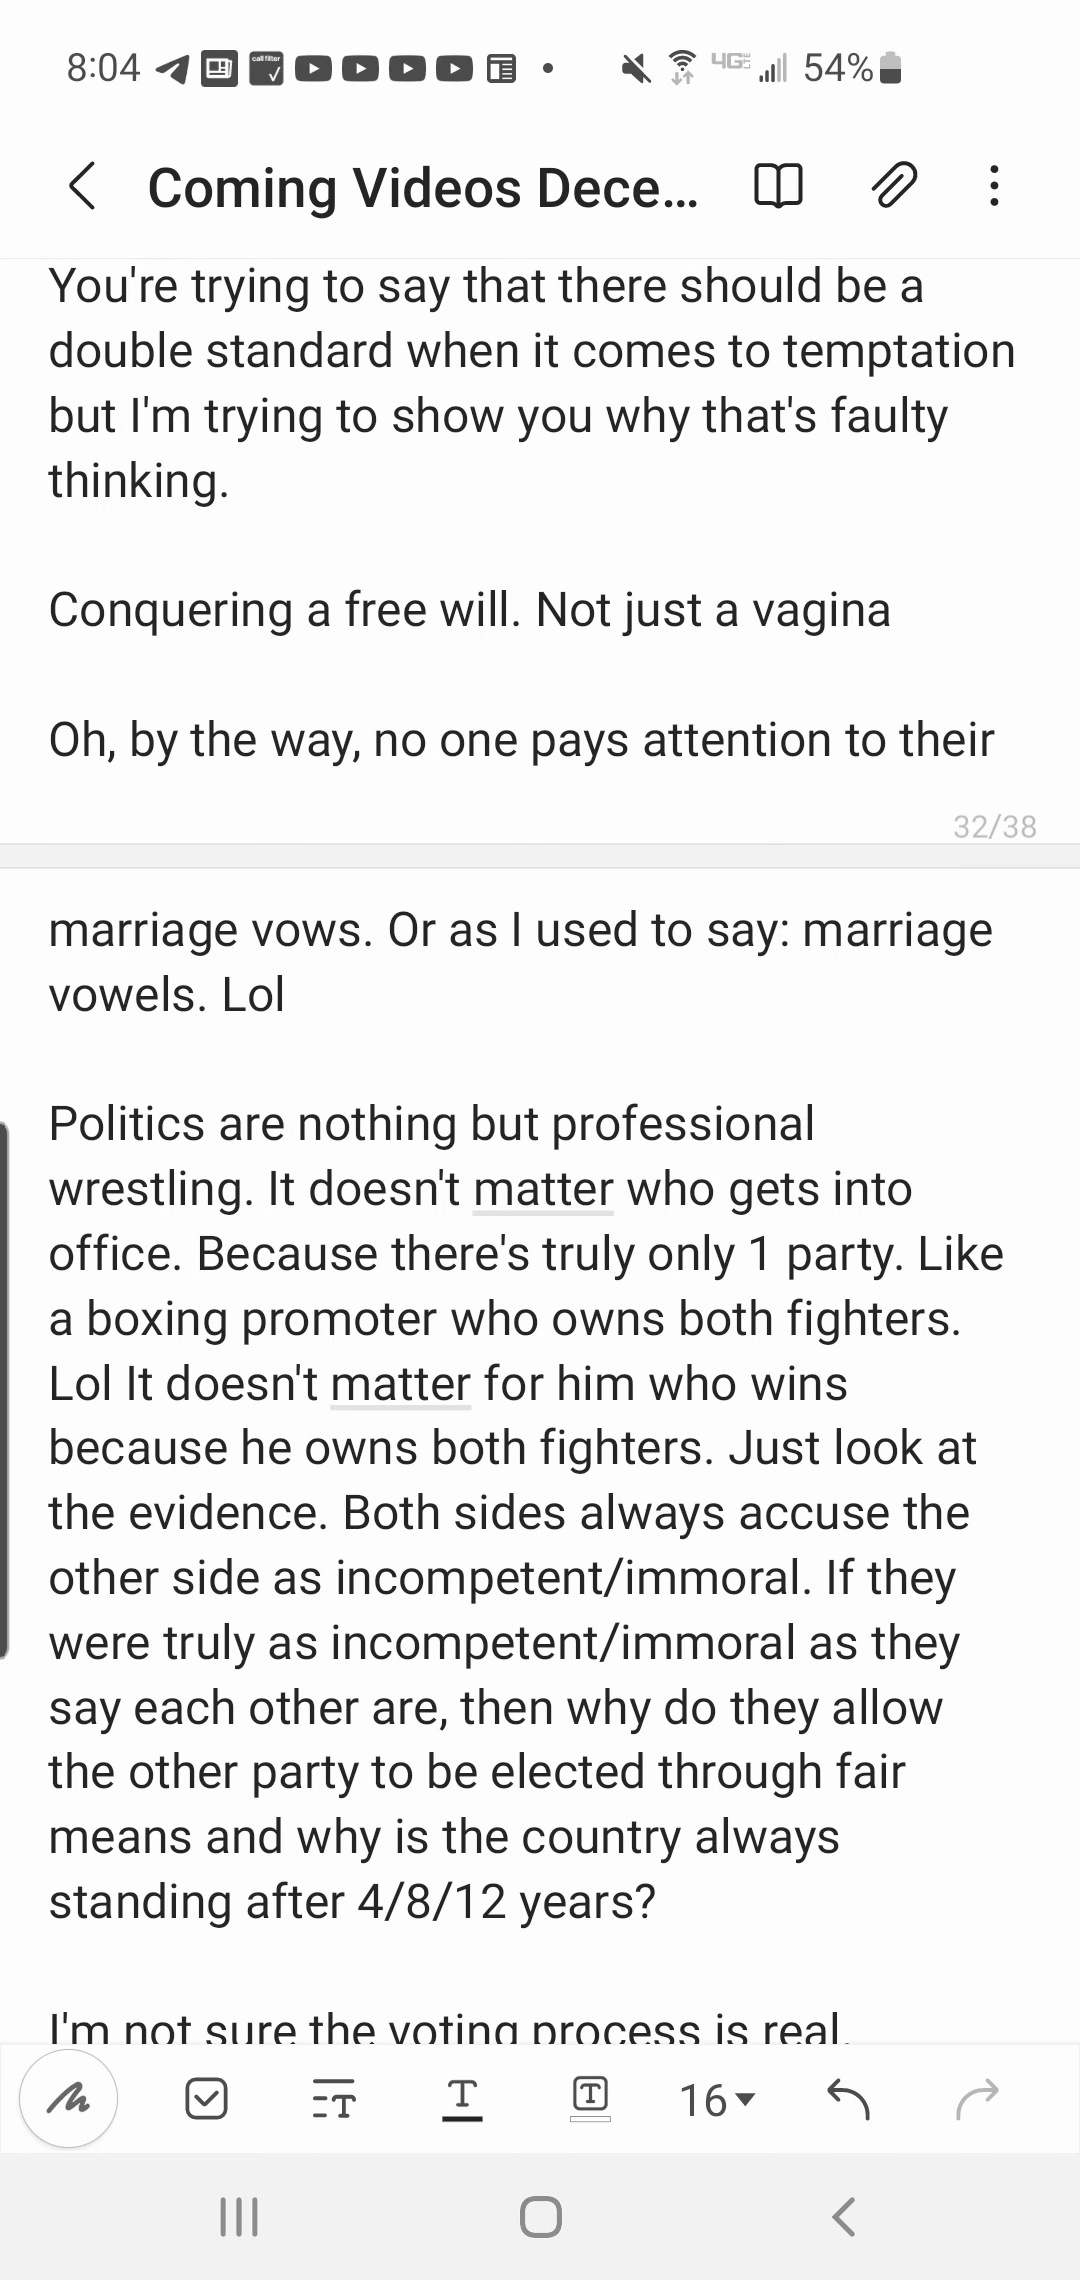 8:04 call filter 4G LTE 54%
Coming Videos Dece...
You're trying to say that there should be a
double standard when it comes to temptation
but I'm trying to show you why that's faulty
thinking.
Conquering a free will. Not just a vagina
Oh, by the way, no one pays attention to their
32/38
marriage vows. Or as I used to say: marriage
vowels. Lol
Politics are nothing but professional
wrestling. It doesn't matter who gets into
office. Because there's truly only 1 party. Like
a boxing promoter who owns both fighters.
Lol It doesn't matter for him who wins
because he owns both fighters. Just look at
the evidence. Both sides always accuse the
other side as incompetent/immoral. If they
were truly as incompetent/immoral as they
say each other are, then why do they allow
the other party to be elected through fair
means and why is the country always
standing after 4/8/12 years?
I'm not sure the voting process is real.
16